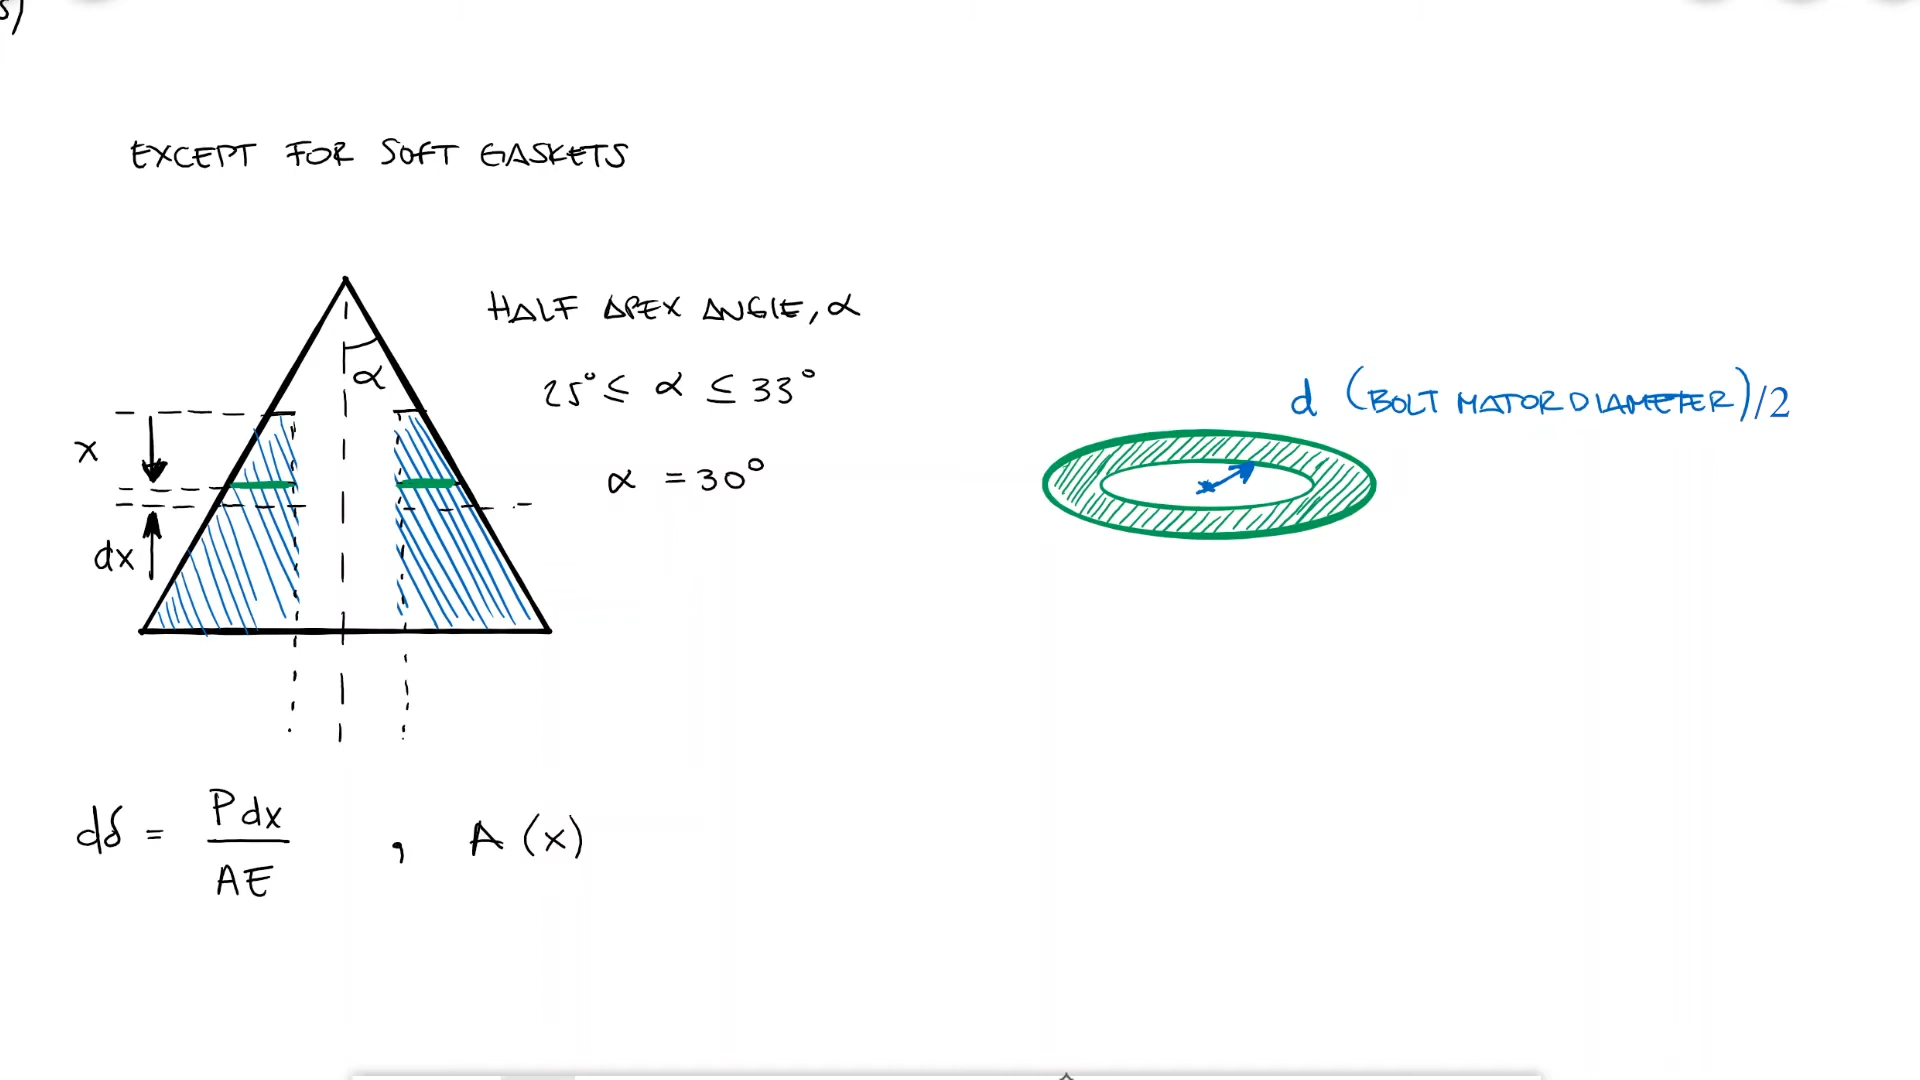 s)
EXCEPT FOR SOFT GASKETS
HALF APEX ANGLE, α
25° ≤ α ≤ 33°
α = 30°
α
x
dx
d (BOLT MAJOR DIAMETER)/2
dδ = Pdx / AE , A (x)